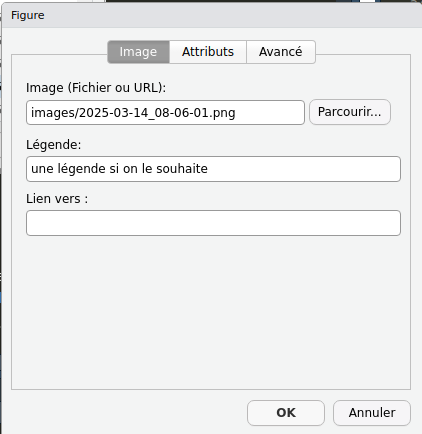 Figure
Image Attributs Avancé
Image (Fichier ou URL):
images/2025-03-14_08-06-01.png Parcourir...
Légende:
une légende si on le souhaite
Lien vers :
OK Annuler